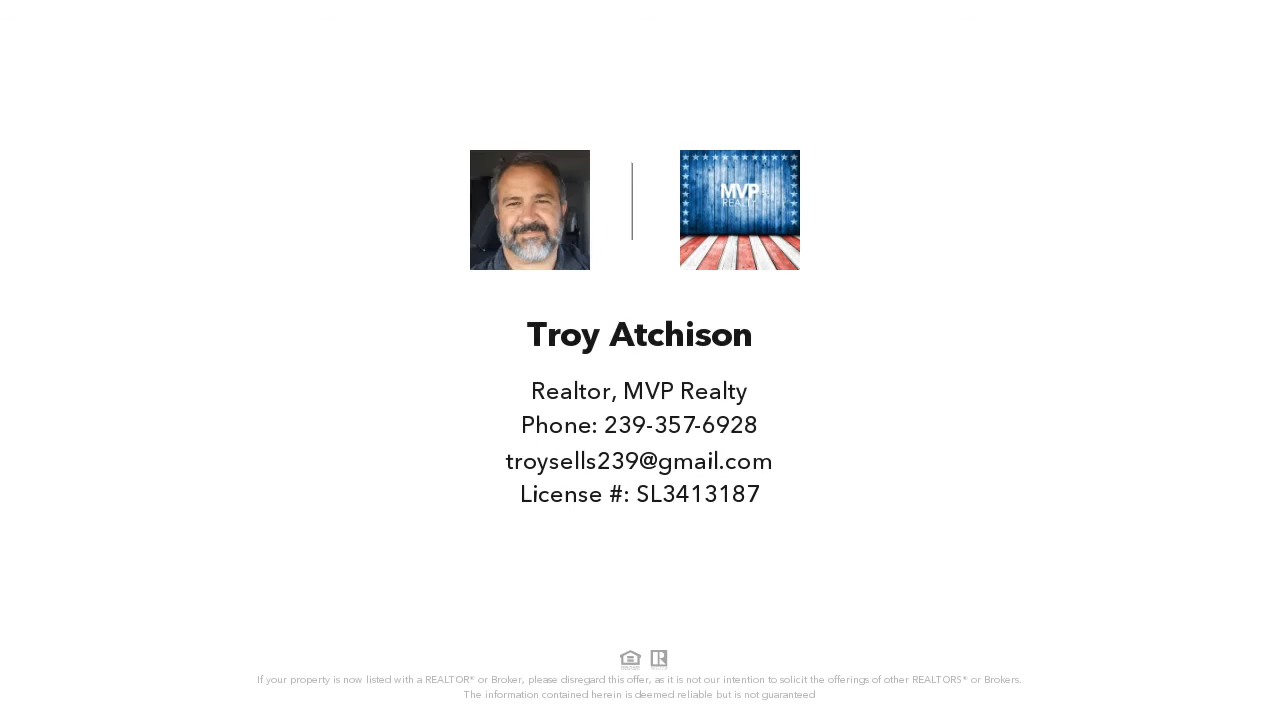 MVP
REALTY
Troy Atchison
Realtor, MVP Realty
Phone: 239-357-6928
troysells239@gmail.com
License #: SL3413187
If your property is now listed with a REALTOR® or Broker, please disregard this offer, as it is not our intention to solicit the offerings of other REALTORS® or Brokers.
The information contained herein is deemed reliable but is not guaranteed